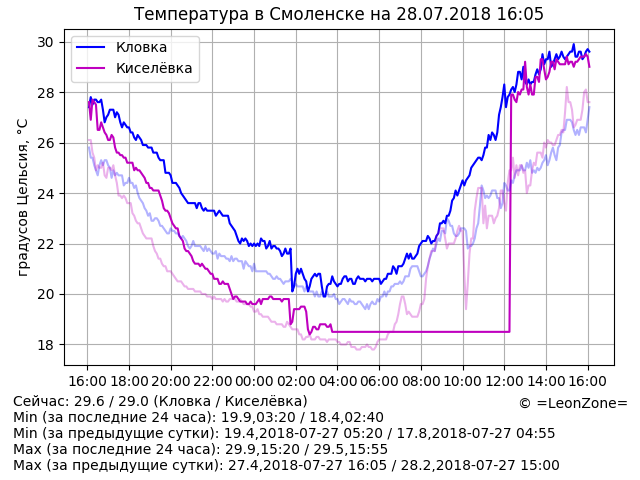 Температура в Смоленске на 28.07.2018 16:05
Кловка
Киселёвка
градусов Цельсия, °C
30
28
26
24
22
20
18
16:00 18:00 20:00 22:00 00:00 02:00 04:00 06:00 08:00 10:00 12:00 14:00 16:00
Сейчас: 29.6 / 29.0 (Кловка / Киселёвка)
© =LeonZone=
Min (за последние 24 часа): 19.9,03:20 / 18.4,02:40
Min (за предыдущие сутки): 19.4,2018-07-27 05:20 / 17.8,2018-07-27 04:55
Max (за последние 24 часа): 29.9,15:20 / 29.5,15:55
Max (за предыдущие сутки): 27.4,2018-07-27 16:05 / 28.2,2018-07-27 15:00